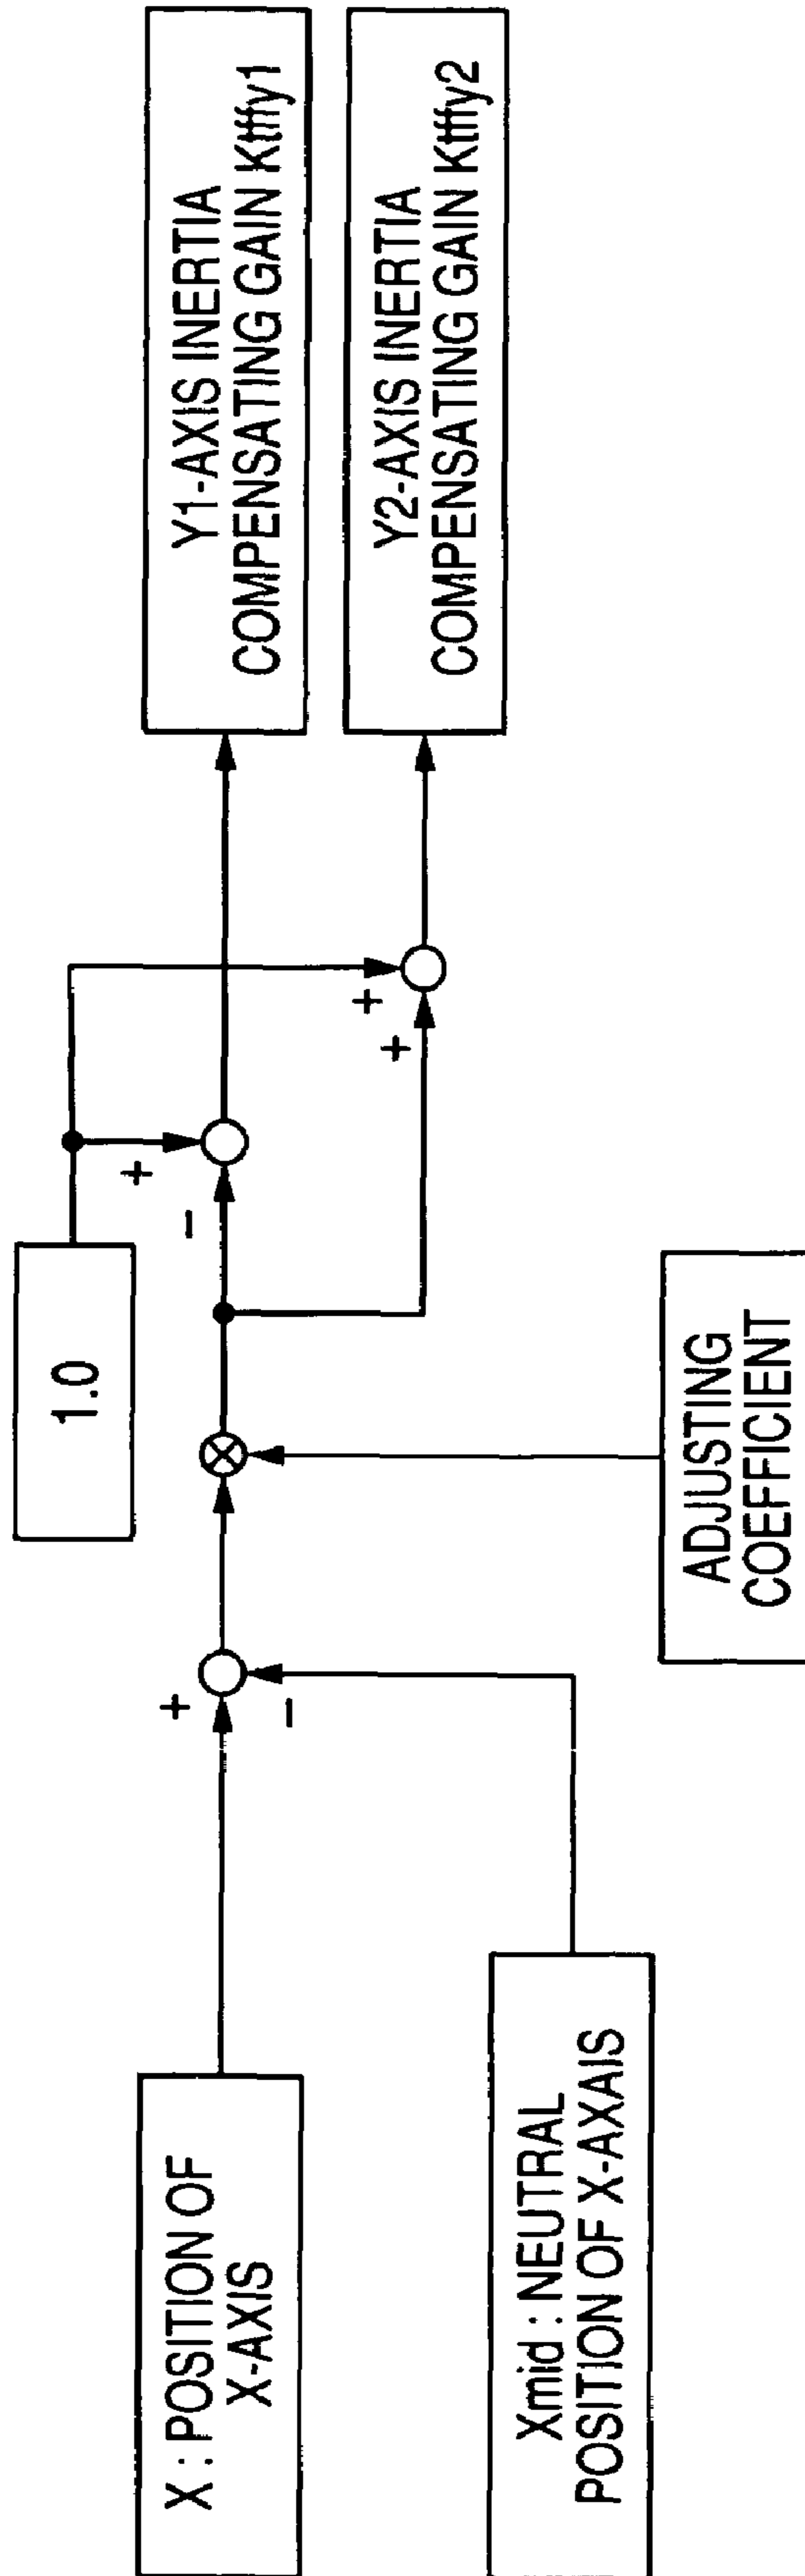 X : POSITION OF
X-AXIS
Xmid : NEUTRAL
POSITION OF X-AXAIS
+
−
ADJUSTING
COEFFICIENT
1.0
+
−
+
+
Y1-AXIS INERTIA
COMPENSATING GAIN Ktffy1
Y2-AXIS INERTIA
COMPENSATING GAIN Ktffy2